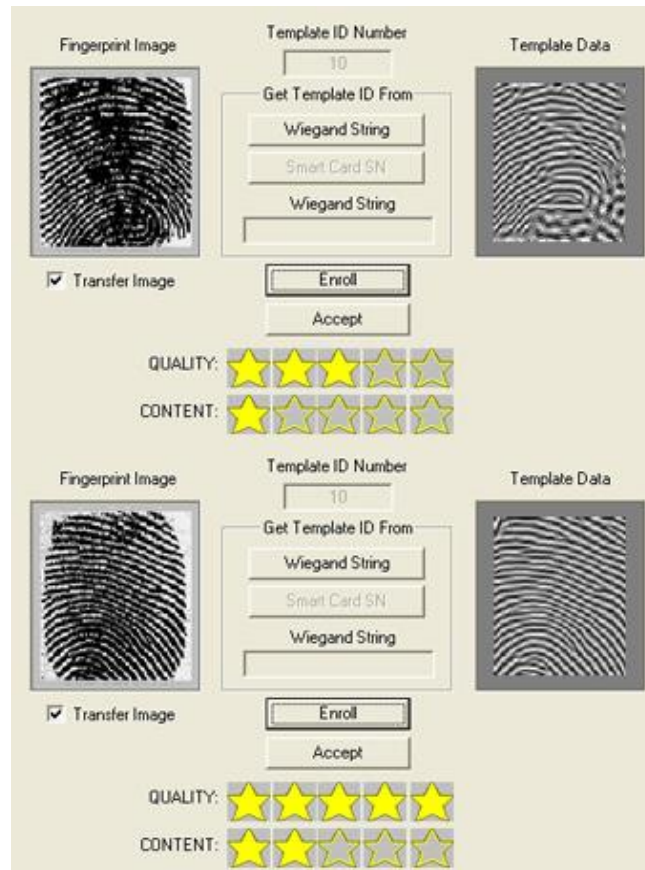 Fingerprint Image
Template ID Number
Template Data
10
Get Template ID From
Wiegand String
Smart Card SN
Wiegand String
Transfer Image
Enroll
Accept
QUALITY:
CONTENT:
Fingerprint Image
Template ID Number
Template Data
10
Get Template ID From
Wiegand String
Smart Card SN
Wiegand String
Transfer Image
Enroll
Accept
QUALITY:
CONTENT: